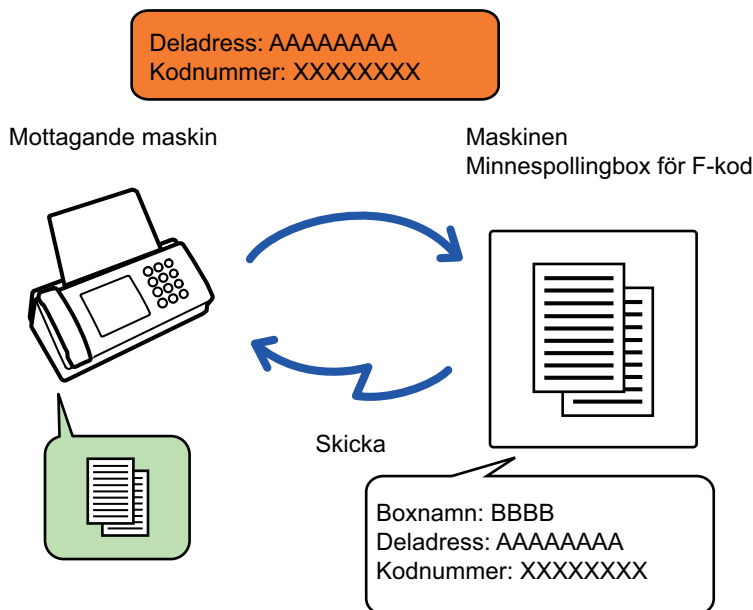 Deladress: AAAAAAAA
Kodnummer: XXXXXXXX
Mottagande maskin
Maskinen
Minnespollingbox för F-kod
Skicka
Boxnamn: BBBB
Deladress: AAAAAAAA
Kodnummer: XXXXXXXX